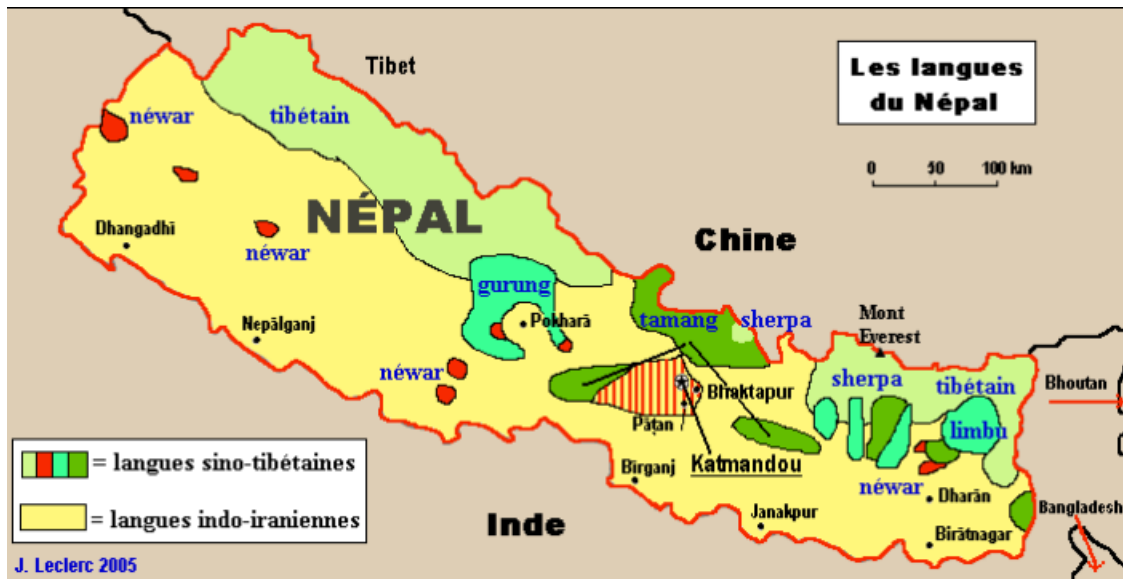 Les langues
du Népal
0 50 100 km
Tibet
néwar
tibétain
NÉPAL
Dhangadhī
néwar
Chine
gurung
Pokharā
tamang
sherpa
Mont
Everest
Nepālganj
néwar
Bhaktapur
sherpa
tibétain
Bhoutan
Pāṭan
limbu
Katmandou
Bīrganj
néwar
Dharān
Janakpur
Birātnagar
Bangladesh
Inde
= langues sino-tibétaines
= langues indo-iraniennes
J. Leclerc 2005